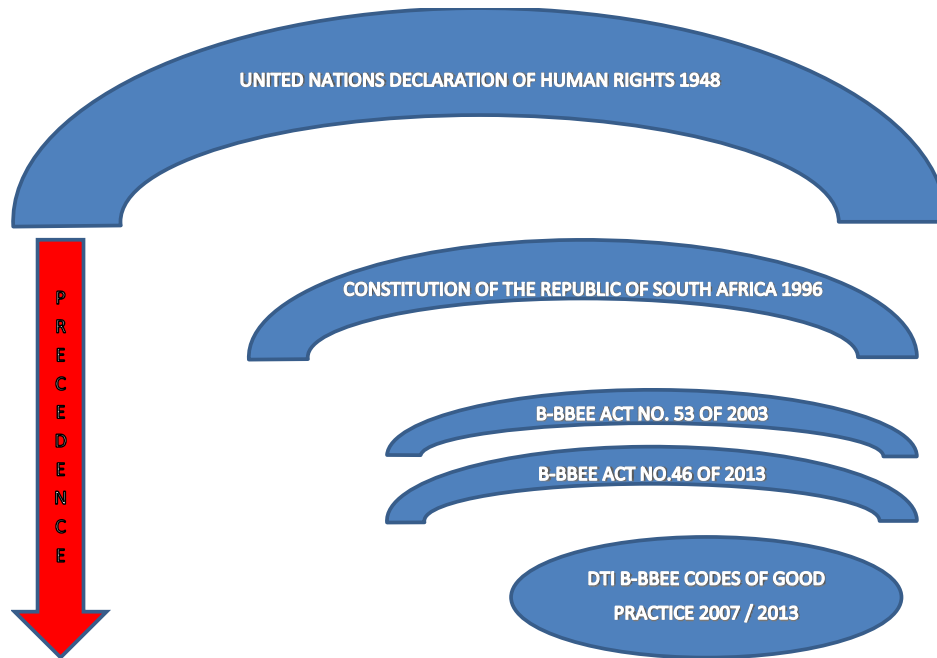 UNITED NATIONS DECLARATION OF HUMAN RIGHTS 1948
PRECEDENCE
CONSTITUTION OF THE REPUBLIC OF SOUTH AFRICA 1996
B-BBEE ACT NO. 53 OF 2003
B-BBEE ACT NO.46 OF 2013
DTI B-BBEE CODES OF GOOD
PRACTICE 2007 / 2013